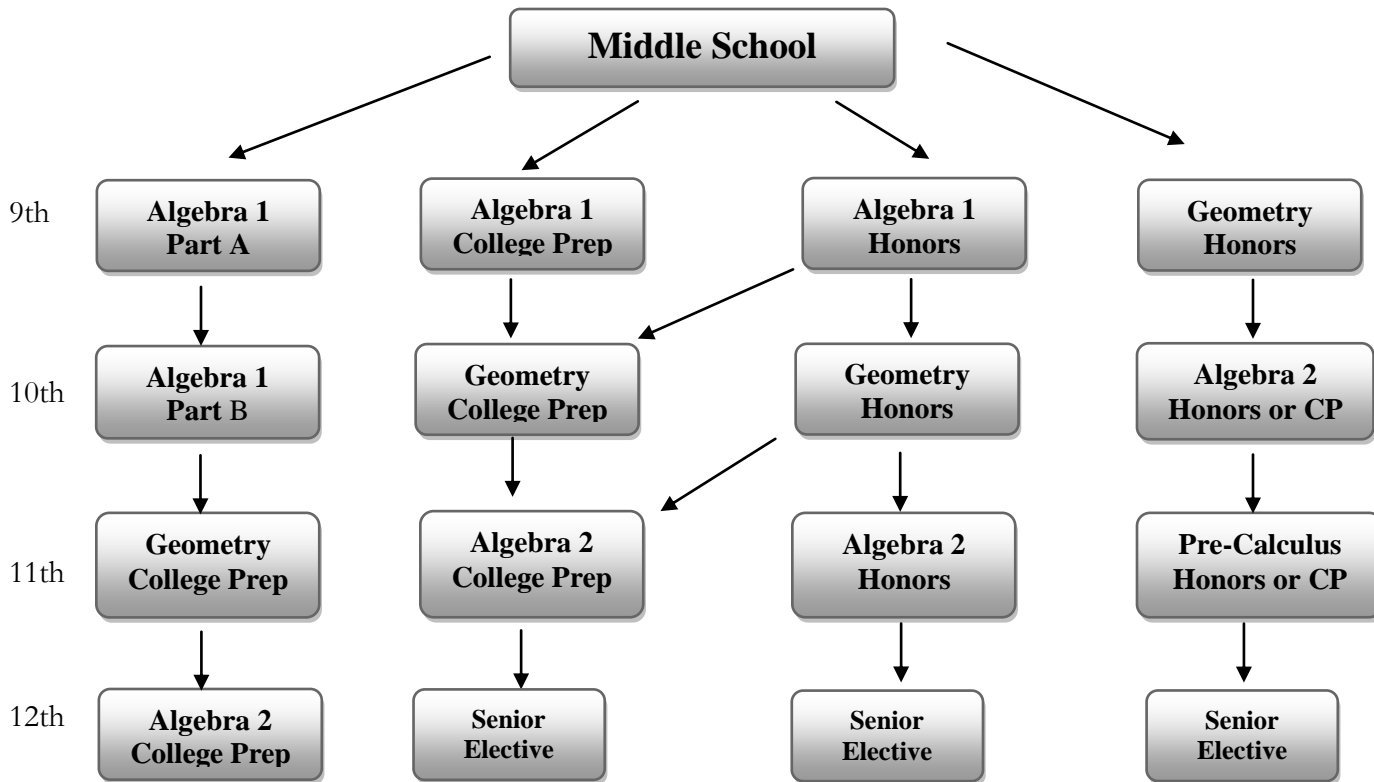 Middle School
9th
Algebra 1
Part A
Algebra 1
College Prep
Algebra 1
Honors
Geometry
Honors
10th
Algebra 1
Part B
Geometry
College Prep
Geometry
Honors
Algebra 2
Honors or CP
11th
Geometry
College Prep
Algebra 2
College Prep
Algebra 2
Honors
Pre-Calculus
Honors or CP
12th
Algebra 2
College Prep
Senior
Elective
Senior
Elective
Senior
Elective